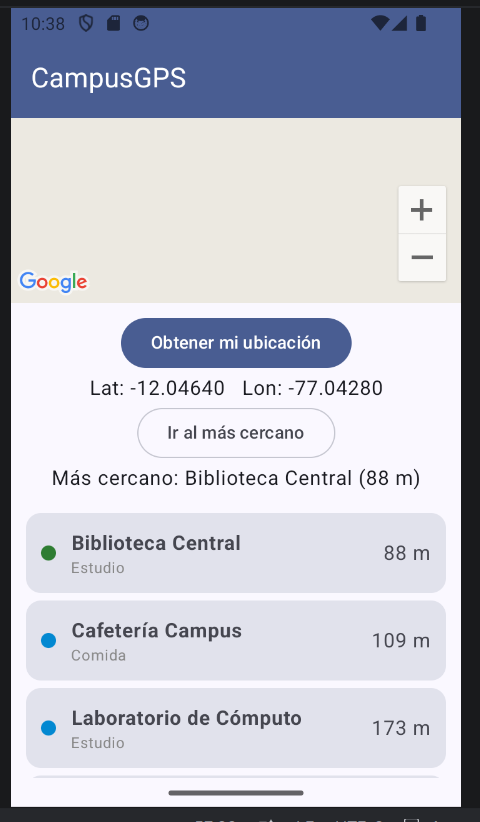 10:38
CampusGPS
+
−
Google
Obtener mi ubicación
Lat: -12.04640 Lon: -77.04280
Ir al más cercano
Más cercano: Biblioteca Central (88 m)
Biblioteca Central
88 m
Estudio
Cafetería Campus
109 m
Comida
Laboratorio de Cómputo
173 m
Estudio